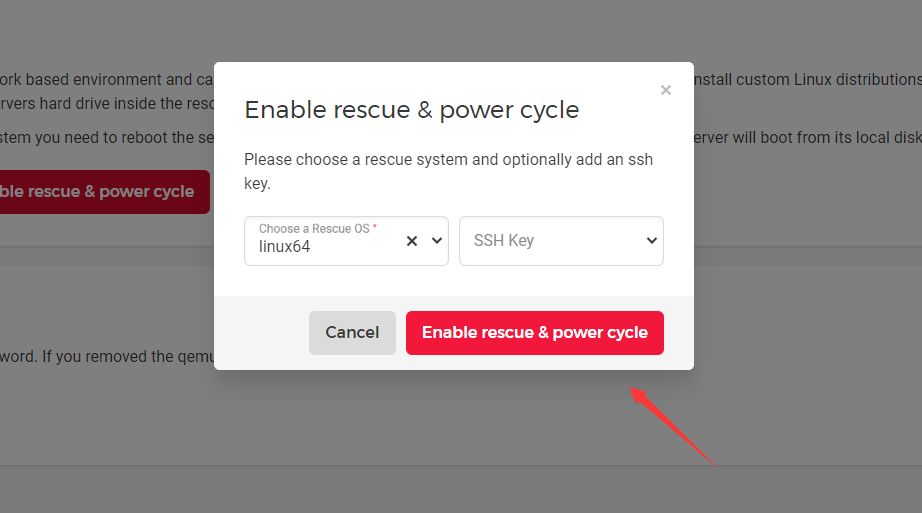 ork based environment and ca
nstall custom Linux distributions
rvers hard drive inside the resc
stem you need to reboot the se
erver will boot from its local disk
ble rescue & power cycle
×
Enable rescue & power cycle
Please choose a rescue system and optionally add an ssh
key.
Choose a Rescue OS *
linux64
SSH Key
Cancel
Enable rescue & power cycle
word. If you removed the qemu